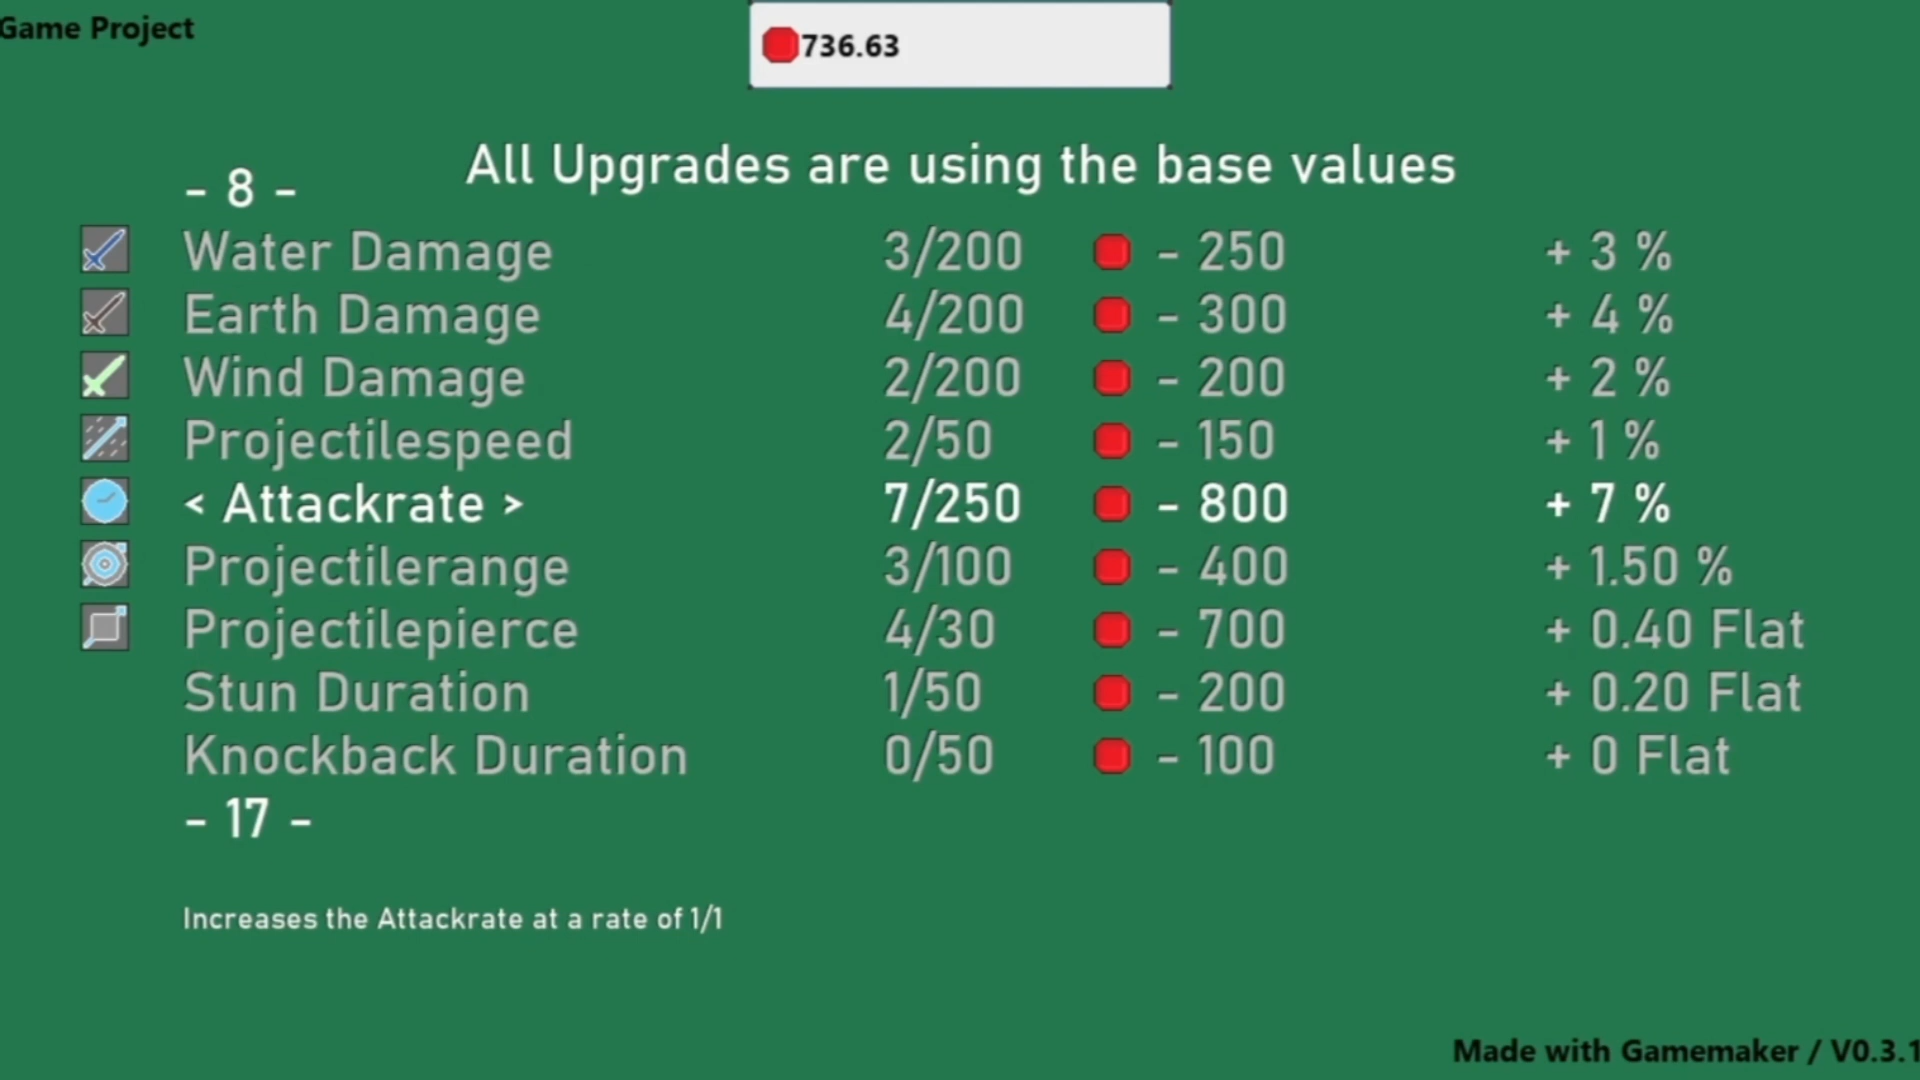 Game Project
736.63
All Upgrades are using the base values
- 8 -
Water Damage 3/200 - 250 + 3 %
Earth Damage 4/200 - 300 + 4 %
Wind Damage 2/200 - 200 + 2 %
Projectilespeed 2/50 - 150 + 1 %
< Attackrate > 7/250 - 800 + 7 %
Projectilerange 3/100 - 400 + 1.50 %
Projectilepierce 4/30 - 700 + 0.40 Flat
Stun Duration 1/50 - 200 + 0.20 Flat
Knockback Duration 0/50 - 100 + 0 Flat
- 17 -
Increases the Attackrate at a rate of 1/1
Made with Gamemaker / V0.3.1